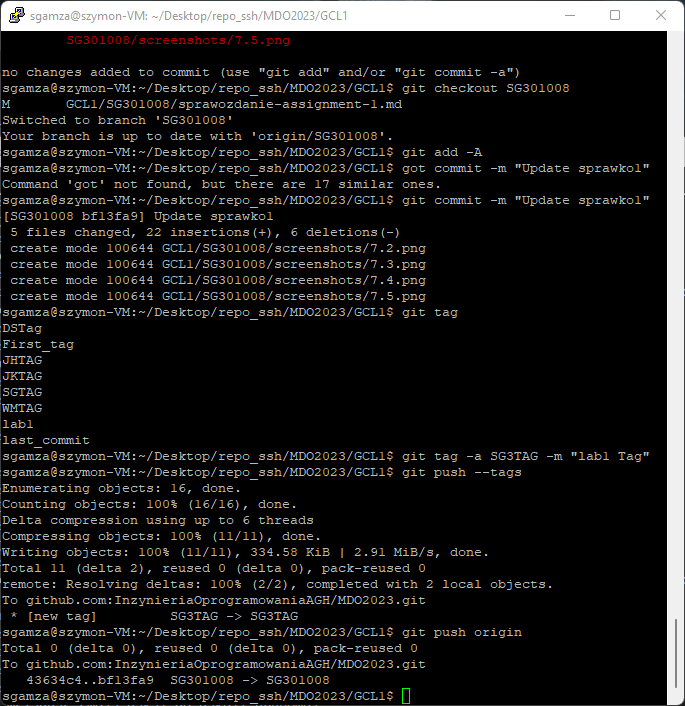 sgamza@szymon-VM: ~/Desktop/repo_ssh/MDO2023/GCL1
SG301008/screenshots/7.5.png
no changes added to commit (use "git add" and/or "git commit -a")
sgamza@szymon-VM:~/Desktop/repo_ssh/MDO2023/GCL1$ git checkout SG301008
M       GCL1/SG301008/sprawozdanie-assignment-1.md
Switched to branch 'SG301008'
Your branch is up to date with 'origin/SG301008'.
sgamza@szymon-VM:~/Desktop/repo_ssh/MDO2023/GCL1$ git add -A
sgamza@szymon-VM:~/Desktop/repo_ssh/MDO2023/GCL1$ got commit -m "Update sprawkol"
Command 'got' not found, but there are 17 similar ones.
sgamza@szymon-VM:~/Desktop/repo_ssh/MDO2023/GCL1$ git commit -m "Update sprawkol"
[SG301008 bf13fa9] Update sprawkol
 5 files changed, 22 insertions(+), 6 deletions(-)
 create mode 100644 GCL1/SG301008/screenshots/7.2.png
 create mode 100644 GCL1/SG301008/screenshots/7.3.png
 create mode 100644 GCL1/SG301008/screenshots/7.4.png
 create mode 100644 GCL1/SG301008/screenshots/7.5.png
sgamza@szymon-VM:~/Desktop/repo_ssh/MDO2023/GCL1$ git tag
DSTag
First_tag
JHTAG
JKTAG
SGTAG
WMTAG
lab1
last_commit
sgamza@szymon-VM:~/Desktop/repo_ssh/MDO2023/GCL1$ git tag -a SG3TAG -m "lab1 Tag"
sgamza@szymon-VM:~/Desktop/repo_ssh/MDO2023/GCL1$ git push --tags
Enumerating objects: 16, done.
Counting objects: 100% (16/16), done.
Delta compression using up to 6 threads
Compressing objects: 100% (11/11), done.
Writing objects: 100% (11/11), 334.58 KiB | 2.91 MiB/s, done.
Total 11 (delta 2), reused 0 (delta 0), pack-reused 0
remote: Resolving deltas: 100% (2/2), completed with 2 local objects.
To github.com:InzynieriaOprogramowaniaAGH/MDO2023.git
 * [new tag]         SG3TAG -> SG3TAG
sgamza@szymon-VM:~/Desktop/repo_ssh/MDO2023/GCL1$ git push origin
Total 0 (delta 0), reused 0 (delta 0), pack-reused 0
To github.com:InzynieriaOprogramowaniaAGH/MDO2023.git
   43634c4..bf13fa9  SG301008 -> SG301008
sgamza@szymon-VM:~/Desktop/repo_ssh/MDO2023/GCL1$